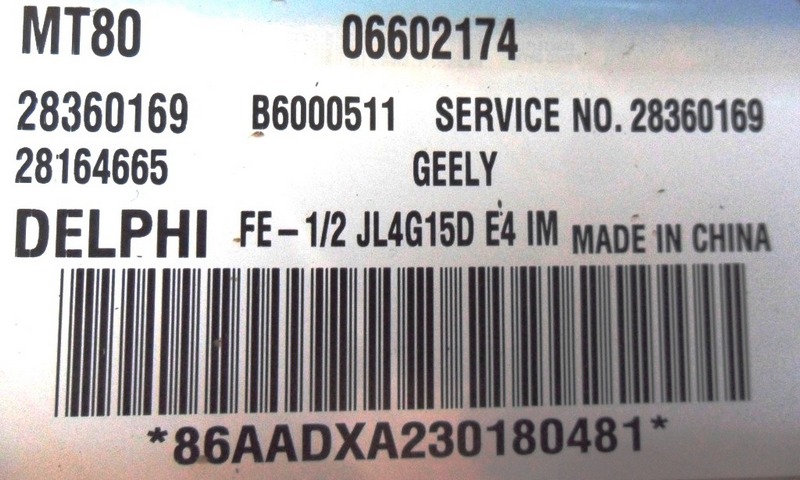 MT80 06602174
28360169 B6000511 SERVICE NO. 28360169
28164665 GEELY
DELPHI FE-1/2 JL4G15D E4 IM MADE IN CHINA
*86AADXA230180481*